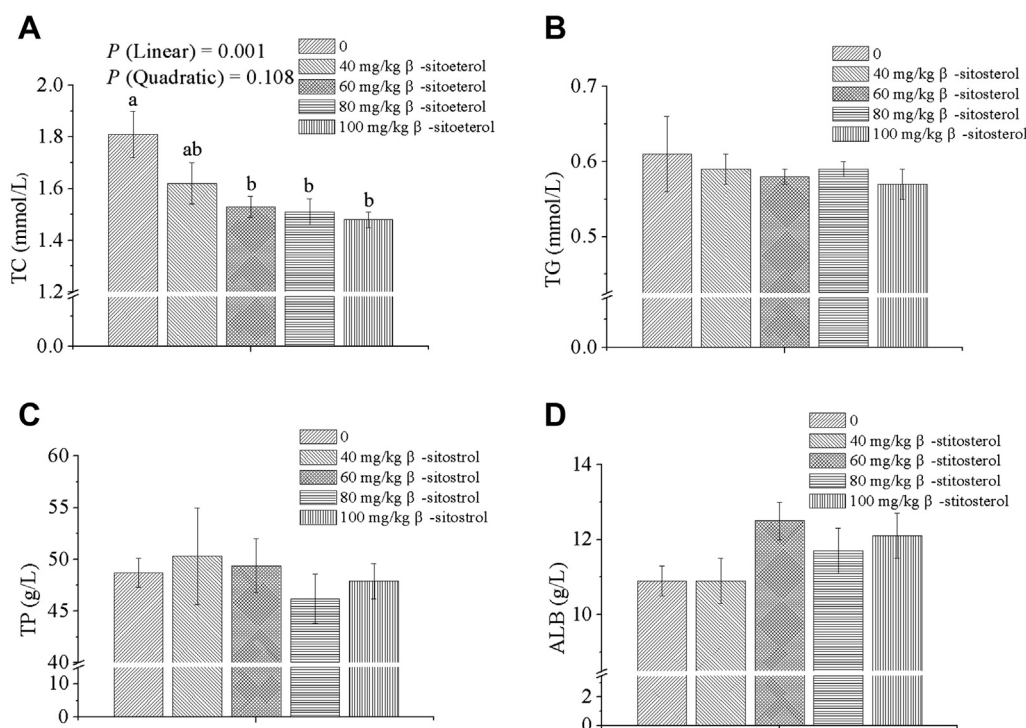 A
P (Linear) = 0.001
P (Quadratic) = 0.108
0
40 mg/kg β -sitoeterol
60 mg/kg β -sitoeterol
80 mg/kg β -sitoeterol
100 mg/kg β -sitoeterol
2.0
1.8
1.6
1.4
1.2
0.0
TC (mmol/L)
a
ab
b
b
b
B
0
40 mg/kg β -sitosterol
60 mg/kg β -sitosterol
80 mg/kg β -sitosterol
100 mg/kg β -sitosterol
0.7
0.6
0.5
0.0
TG (mmol/L)
C
0
40 mg/kg β -sitostrol
60 mg/kg β -sitostrol
80 mg/kg β -sitostrol
100 mg/kg β -sitostrol
60
55
50
45
40
10
0
TP (g/L)
D
0
40 mg/kg β -stitosterol
60 mg/kg β -stitosterol
80 mg/kg β -stitosterol
100 mg/kg β -stitosterol
14
12
10
2
0
ALB (g/L)